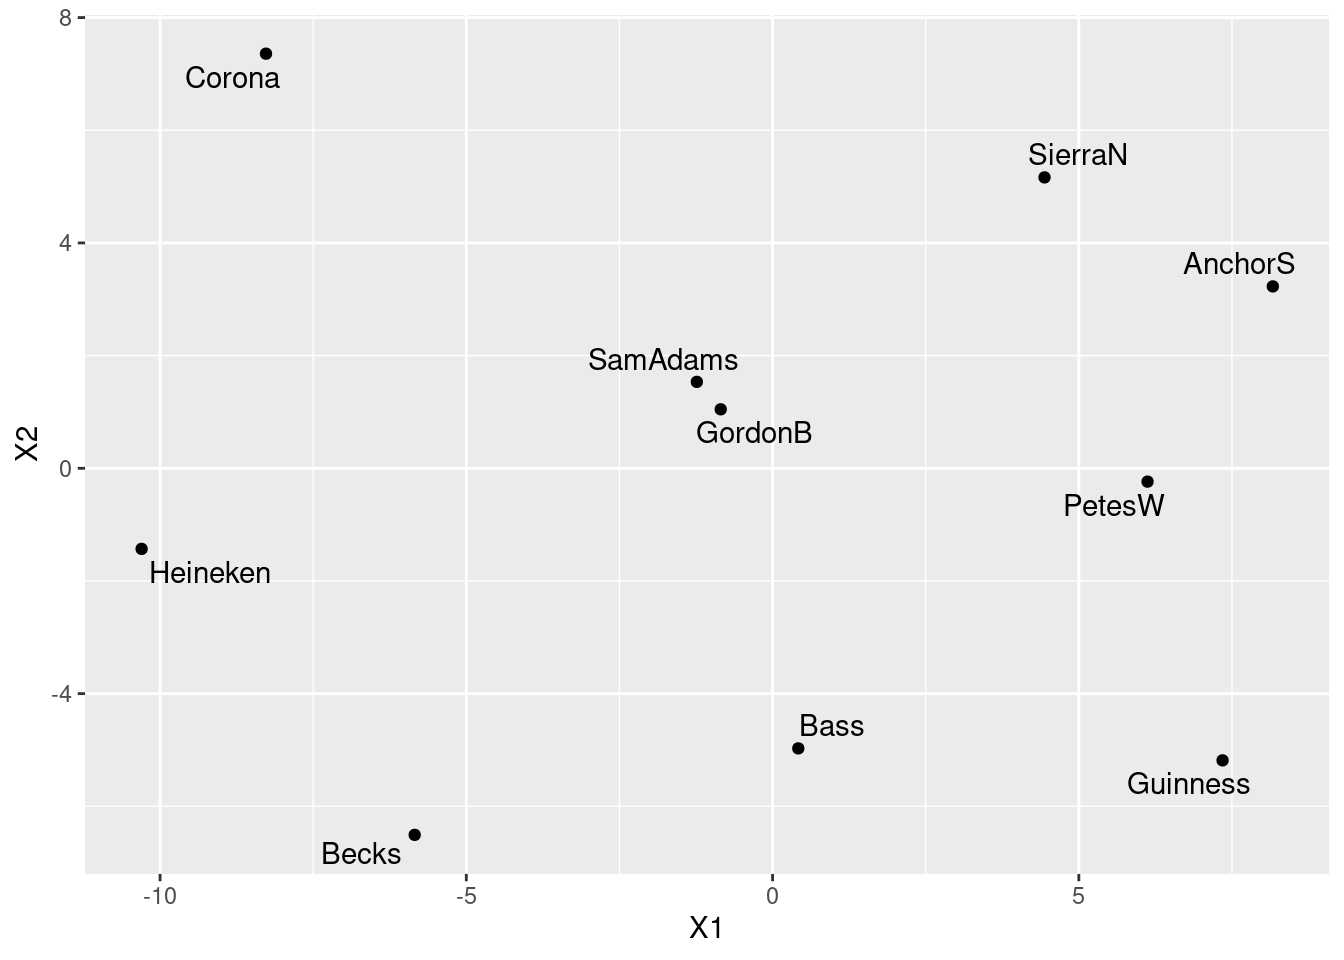 8
Corona
SierraN
4
AnchorS
SamAdams
GordonB
X2
0
PetesW
Heineken
-4
Bass
Guinness
Becks
-10
-5
0
5
X1